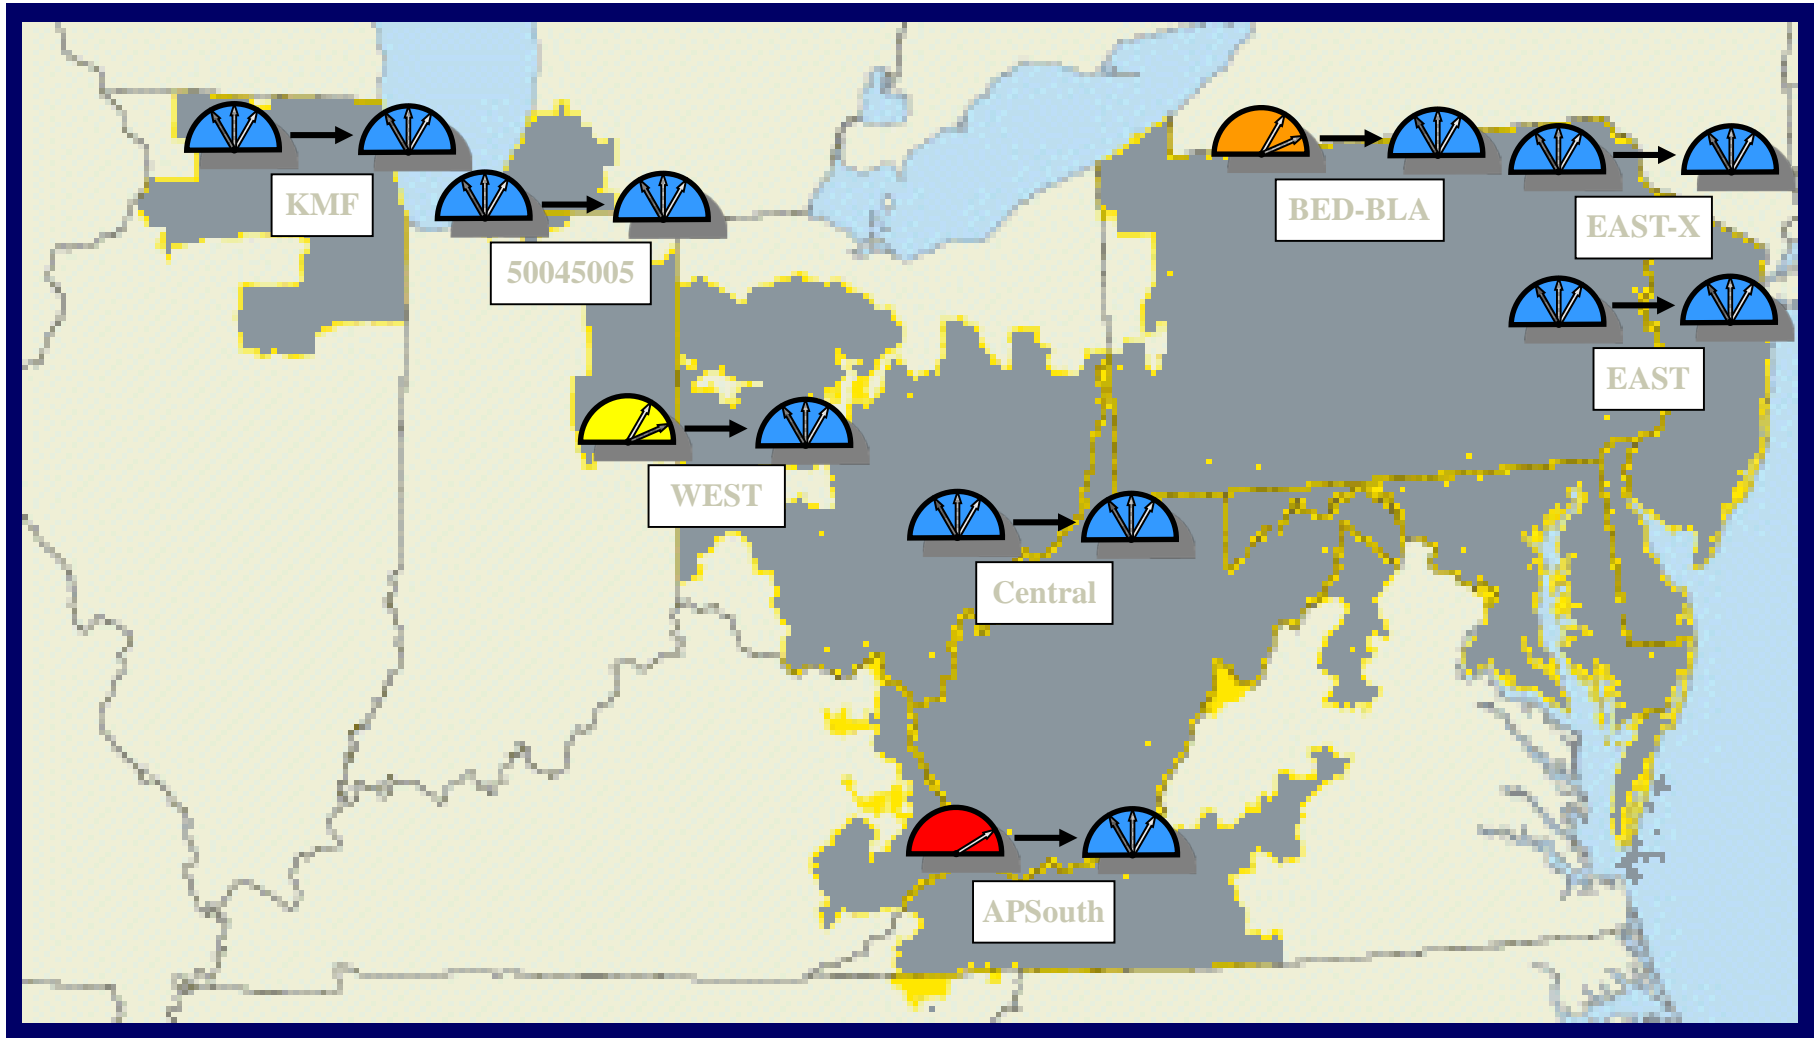 KMF
BED-BLA
EAST-X
50045005
EAST
WEST
Central
APSouth